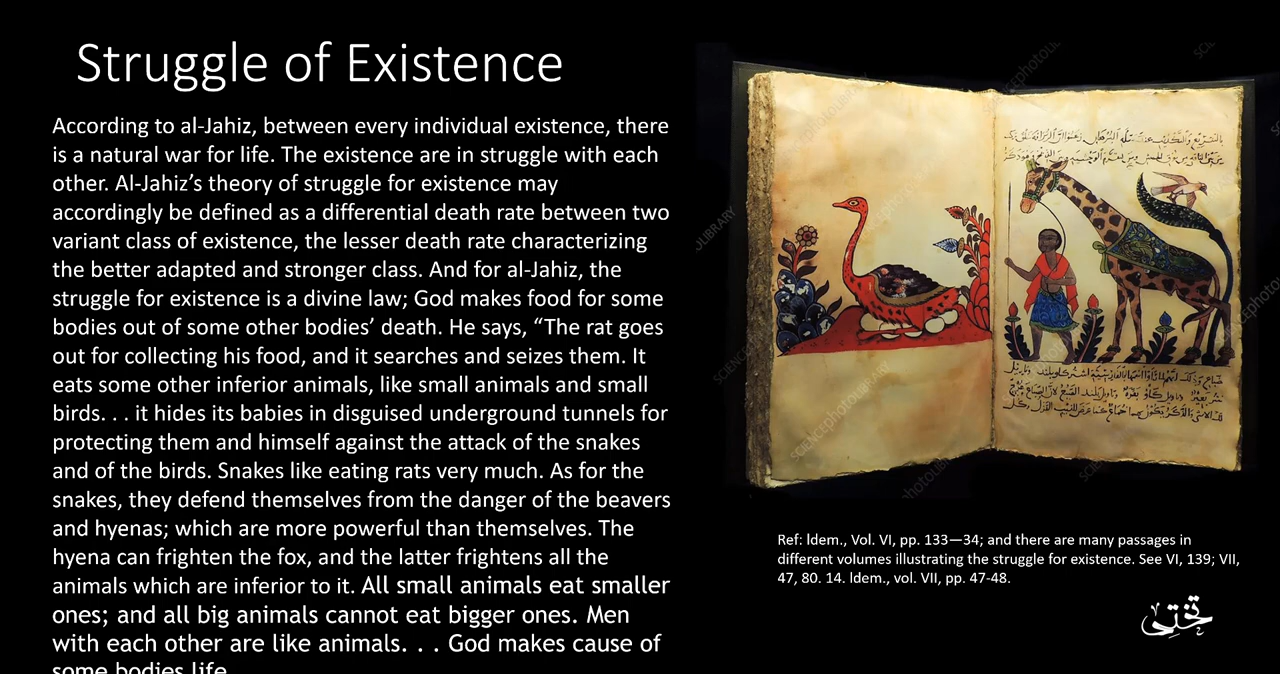 Struggle of Existence
According to al-Jahiz, between every individual existence, there
is a natural war for life. The existence are in struggle with each
other. Al-Jahiz’s theory of struggle for existence may
accordingly be defined as a differential death rate between two
variant class of existence, the lesser death rate characterizing
the better adapted and stronger class. And for al-Jahiz, the
struggle for existence is a divine law; God makes food for some
bodies out of some other bodies’ death. He says, “The rat goes
out for collecting his food, and it searches and seizes them. It
eats some other inferior animals, like small animals and small
birds. . . it hides its babies in disguised underground tunnels for
protecting them and himself against the attack of the snakes
and of the birds. Snakes like eating rats very much. As for the
snakes, they defend themselves from the danger of the beavers
and hyenas; which are more powerful than themselves. The
hyena can frighten the fox, and the latter frightens all the
animals which are inferior to it. All small animals eat smaller
ones; and all big animals cannot eat bigger ones. Men
with each other are like animals. . . God makes cause of
some bodies life
Ref: ldem., Vol. VI, pp. 133—34; and there are many passages in
different volumes illustrating the struggle for existence. See VI, 139; VII,
47, 80. 14. ldem., vol. VII, pp. 47-48.